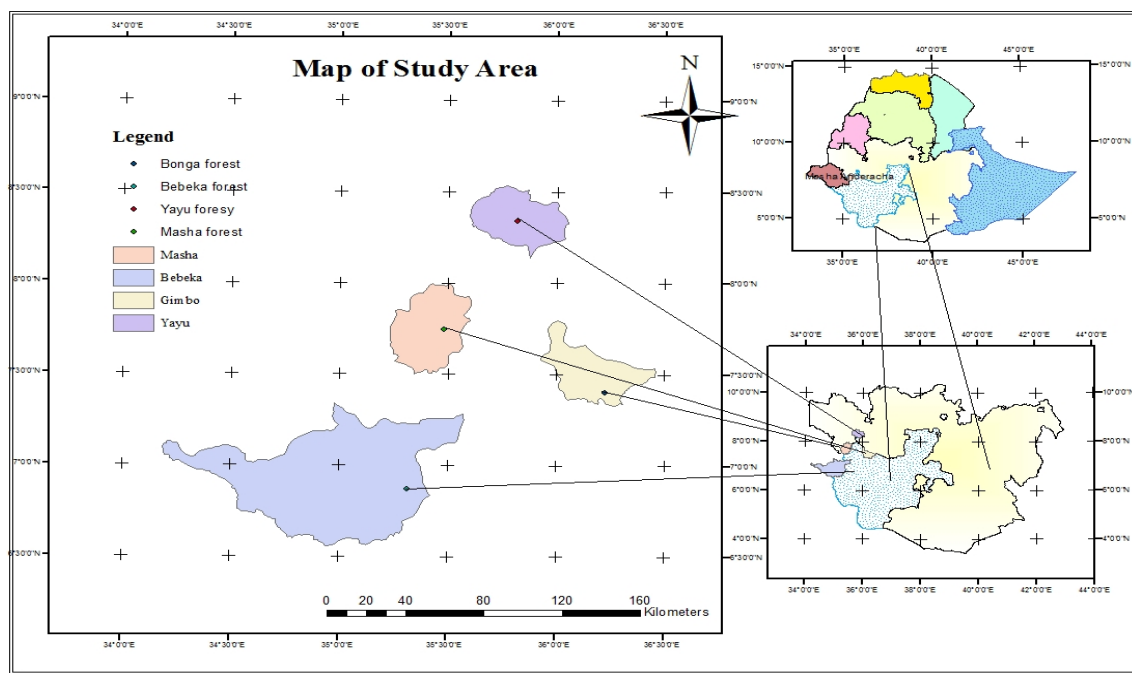 34°0'0"E 34°30'0"E 35°0'0"E 35°30'0"E 36°0'0"E 36°30'0"E
Map of Study Area
N
9°0'0"N
9°0'0"N
Legend
Bonga forest
Bebeka forest
Yayu foresy
Masha forest
Masha
Bebeka
Gimbo
Yayu
8°30'0"N
8°30'0"N
8°0'0"N
8°0'0"N
7°30'0"N
7°30'0"N
7°0'0"N
7°0'0"N
6°30'0"N
6°30'0"N
0 20 40 80 120 160
Kilometers
34°0'0"E 34°30'0"E 35°0'0"E 35°30'0"E 36°0'0"E 36°30'0"E
35°0'0"E 40°0'0"E 45°0'0"E
15°0'0"N
15°0'0"N
10°0'0"N
10°0'0"N
Masha Anderacha
5°0'0"N
5°0'0"N
35°0'0"E 40°0'0"E 45°0'0"E
34°0'0"E 36°0'0"E 38°0'0"E 40°0'0"E 42°0'0"E 44°0'0"E
10°0'0"N
10°0'0"N
8°0'0"N
8°0'0"N
6°0'0"N
6°0'0"N
4°0'0"N
4°0'0"N
34°0'0"E 36°0'0"E 38°0'0"E 40°0'0"E 42°0'0"E 44°0'0"E